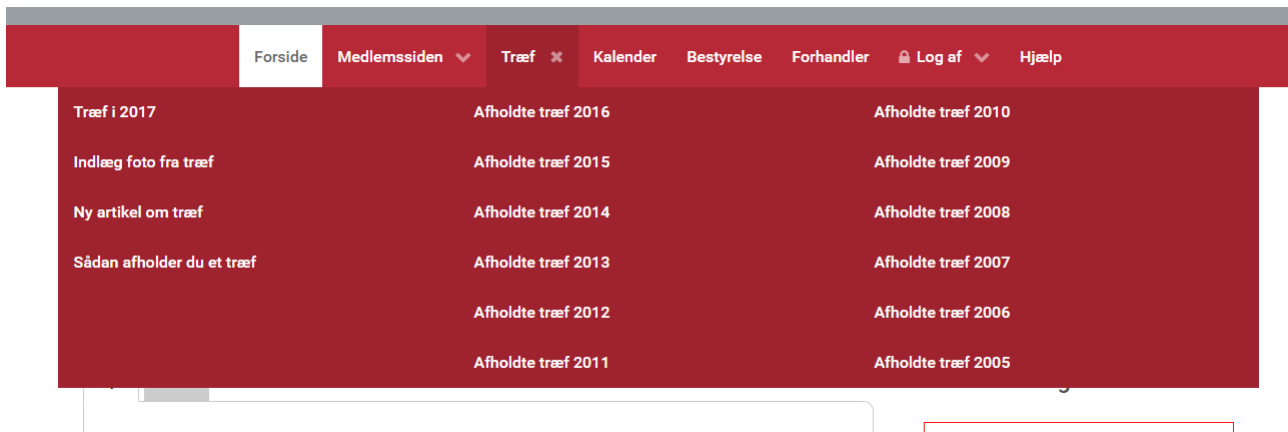 Forside Medlemssiden Træf Kalender Bestyrelse Forhandler Log af Hjælp
Træf i 2017
Indlæg foto fra træf
Ny artikel om træf
Sådan afholder du et træf
Afholdte træf 2016
Afholdte træf 2015
Afholdte træf 2014
Afholdte træf 2013
Afholdte træf 2012
Afholdte træf 2011
Afholdte træf 2010
Afholdte træf 2009
Afholdte træf 2008
Afholdte træf 2007
Afholdte træf 2006
Afholdte træf 2005